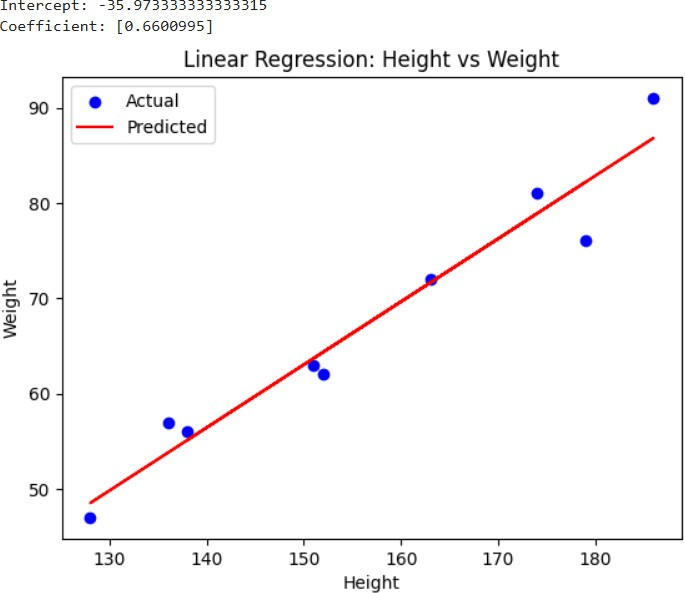 Intercept: -35.973333333333315
Coefficient: [0.6600995]
Linear Regression: Height vs Weight
Actual
Predicted
90
80
70
60
50
Weight
130 140 150 160 170 180
Height